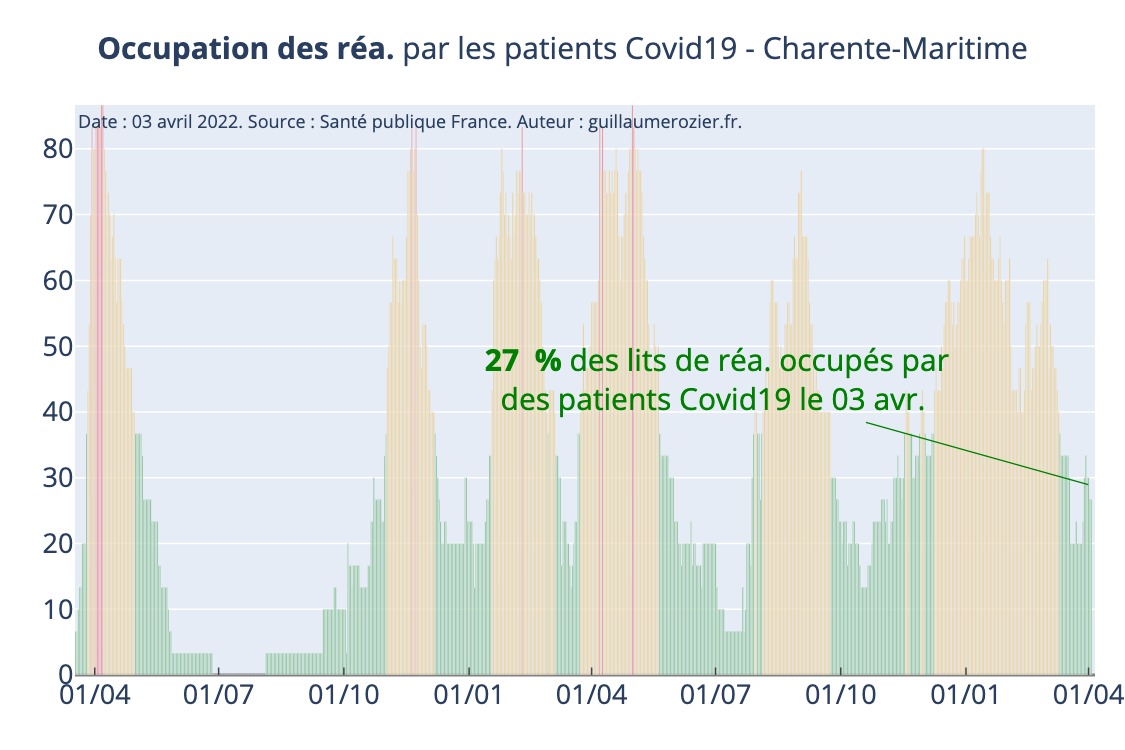 Occupation des réa. par les patients Covid19 - Charente-Maritime
Date : 03 avril 2022. Source : Santé publique France. Auteur : guillaumerozier.fr.
80
70
60
50
40
30
20
10
0
27 % des lits de réa. occupés par
des patients Covid19 le 03 avr.
01/04 01/07 01/10 01/01 01/04 01/07 01/10 01/01 01/04